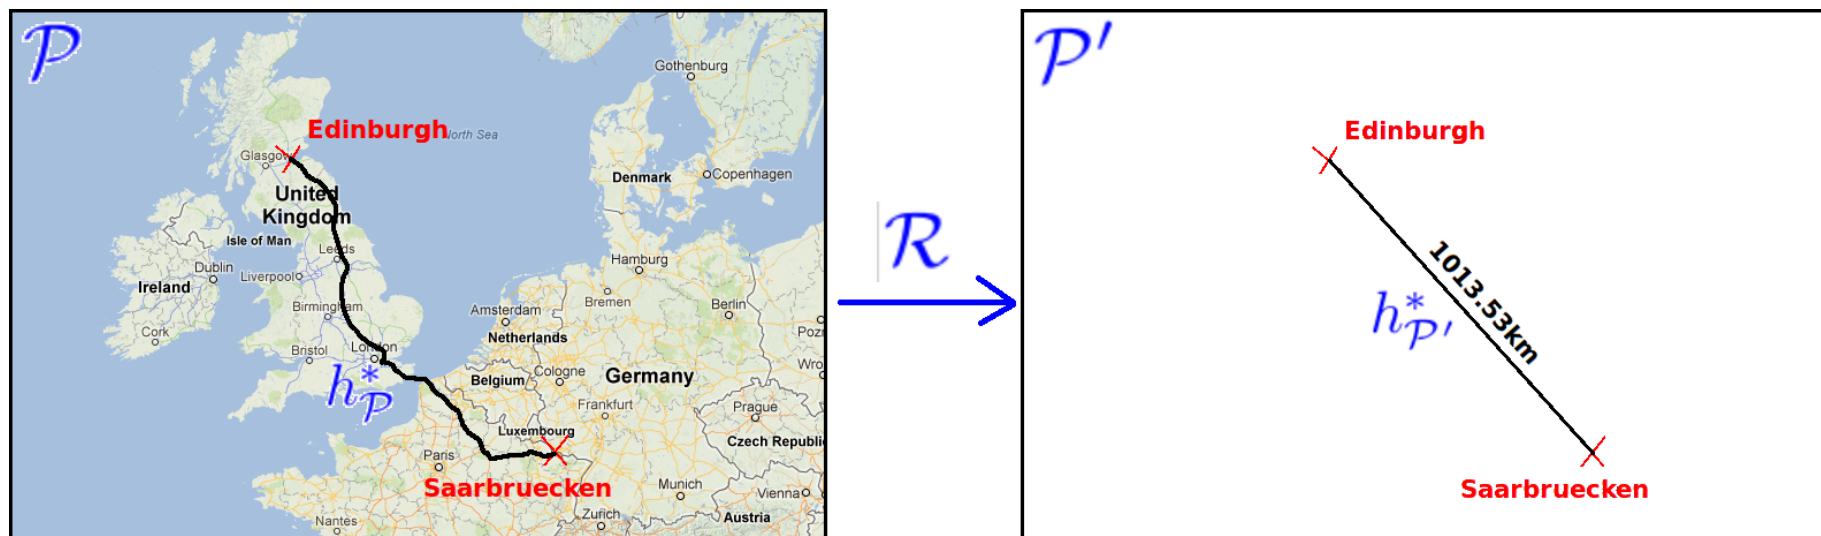 𝒫
Gothenburg
Edinburgh
North Sea
Glasgow
Denmark
Copenhagen
United
Kingdom
Isle of Man
Leeds
Dublin
Liverpool
Ireland
Hamburg
Bremen
Berlin
Birmingham
Amsterdam
Cork
Netherlands
Bristol
London
Belgium
Cologne
Germany
h*𝒫
Frankfurt
Prague
Luxembourg
Czech Republi
Paris
Saarbruecken
Munich
Vienna
Nantes
Zurich
Austria
ℛ
𝒫′
Edinburgh
1013.53km
h*𝒫′
Saarbruecken